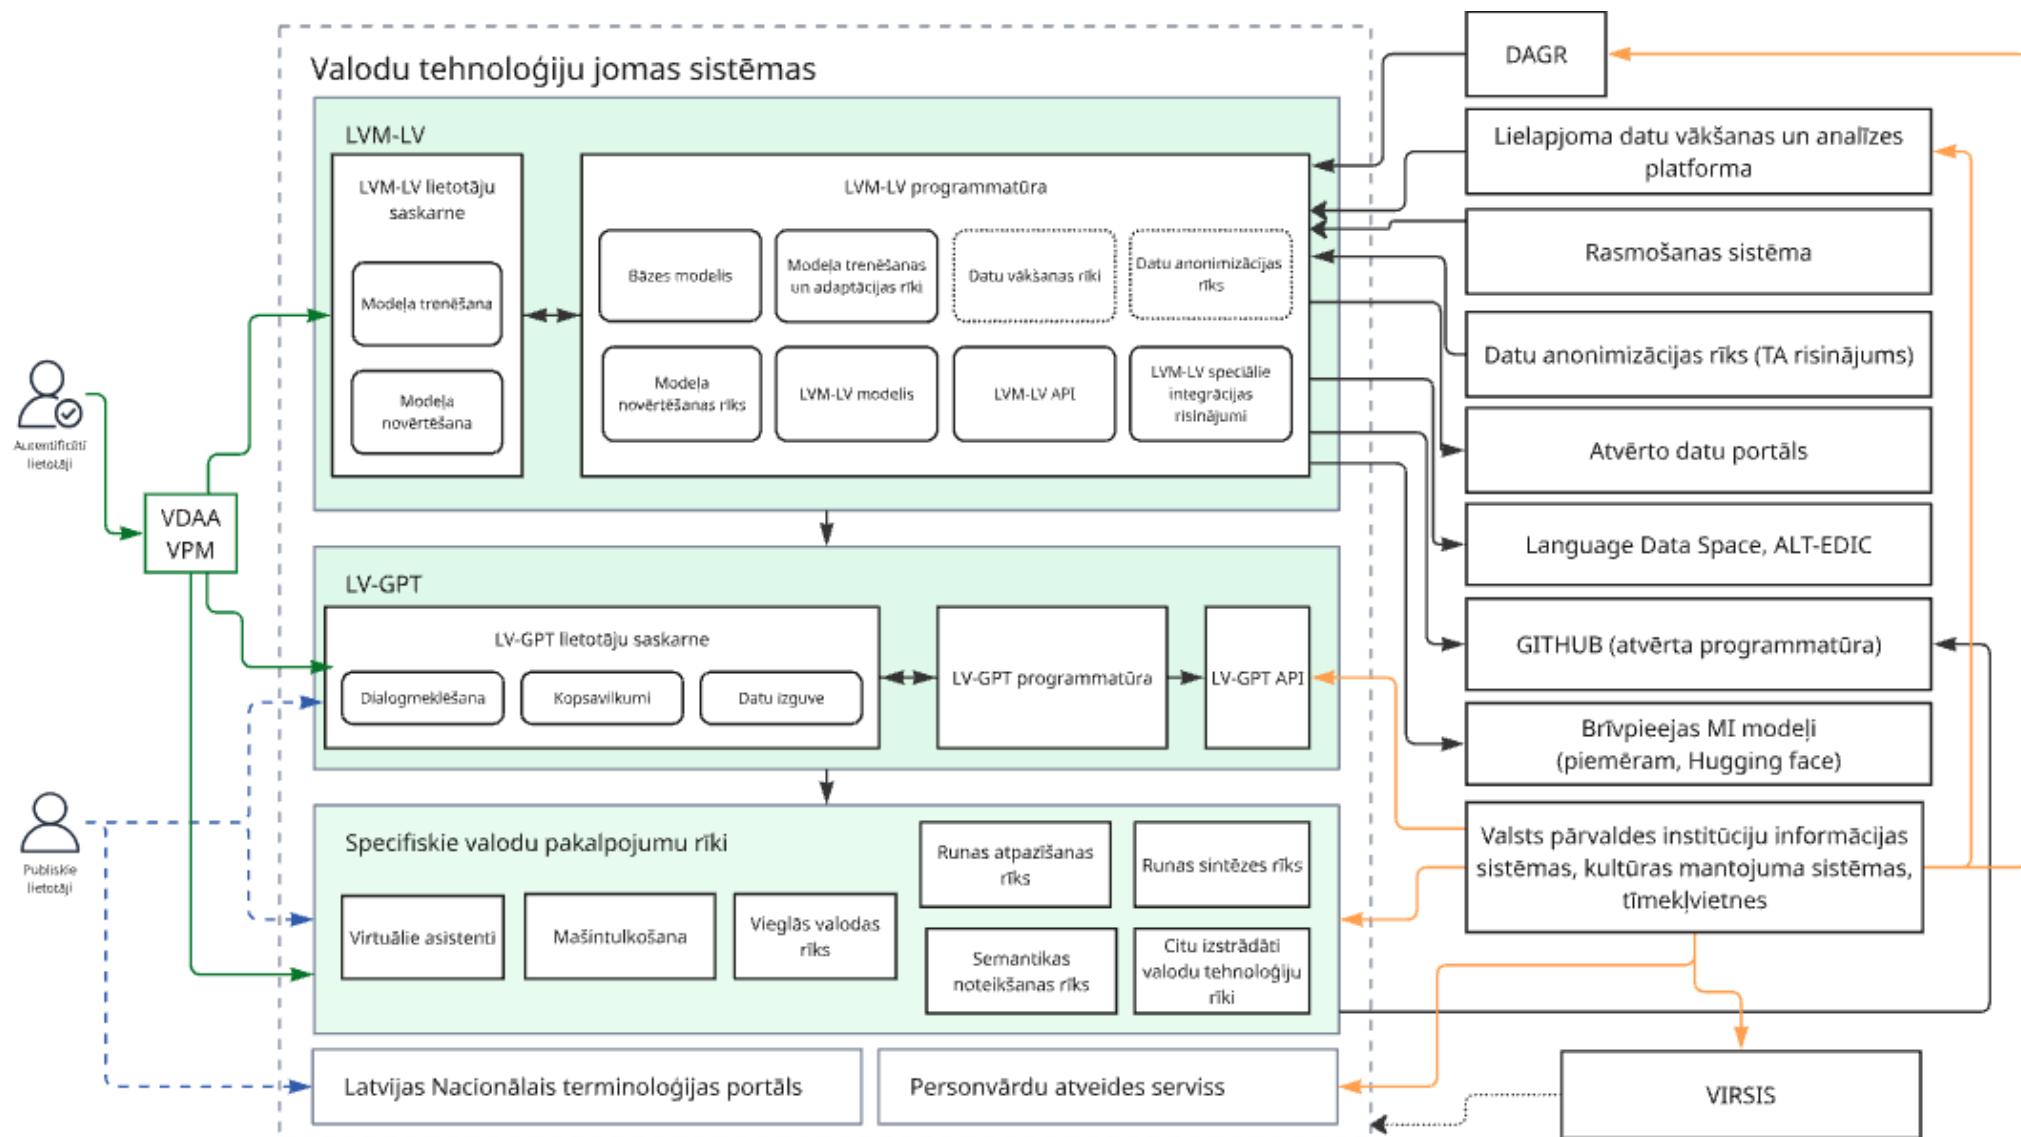 Valodu tehnoloģiju jomas sistēmas
LVM-LV
LVM-LV lietotāju
saskarne
Modeļa trenēšana
Modeļa
novērtēšana
LVM-LV programmatūra
Bāzes modelis
Modeļa trenēšanas
un adaptācijas rīki
Datu vākšanas rīki
Datu anonimizācijas
rīks
Modeļa
novērtēšanas rīks
LVM-LV modelis
LVM-LV API
LVM-LV speciālie
integrācijas
risinājumi
Autentificūti
lietotāji
VDAA
VPM
LV-GPT
LV-GPT lietotāju saskarne
Dialogmeklēšana
Kopsavilkumi
Datu izguve
LV-GPT programmatūra
LV-GPT API
Publiskie
lietotāji
Specifiskie valodu pakalpojumu rīki
Virtuālie asistenti
Mašīntulkošana
Vieglās valodas
rīks
Runas atpazīšanas
rīks
Runas sintēzes rīks
Semantikas
noteikšanas rīks
Citu izstrādāti
valodu tehnoloģiju
rīki
Latvijas Nacionālais terminoloģijas portāls
Personvārdu atveides serviss
DAGR
Lielapjoma datu vākšanas un analīzes
platforma
Rasmošanas sistēma
Datu anonimizācijas rīks (TA risinājums)
Atvērto datu portāls
Language Data Space, ALT-EDIC
GITHUB (atvērta programmatūra)
Brīvpieejas MI modeļi
(piemēram, Hugging face)
Valsts pārvaldes institūciju informācijas
sistēmas, kultūras mantojuma sistēmas,
tīmekļvietnes
VIRSIS